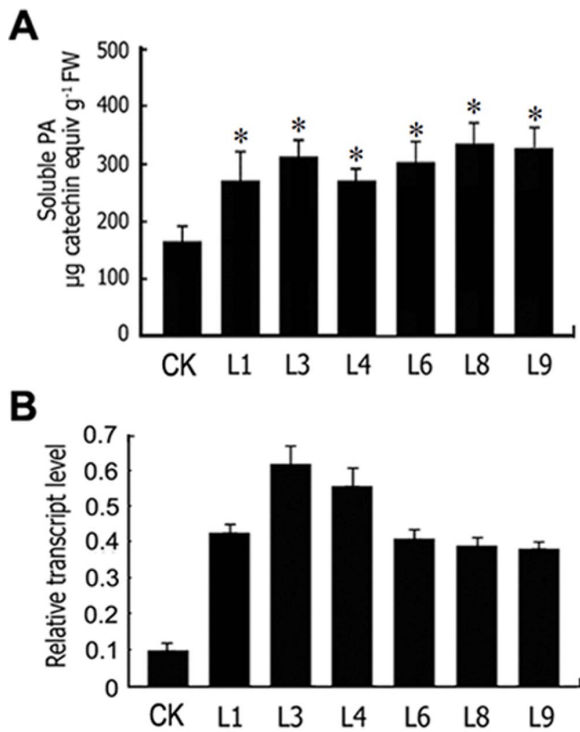 A
Soluble PA
µg catechin equiv g⁻¹ FW
500
400
300
200
100
0
* * * * * *
CK L1 L3 L4 L6 L8 L9
B
Relative transcript level
0.7
0.6
0.5
0.4
0.3
0.2
0.1
0
CK L1 L3 L4 L6 L8 L9